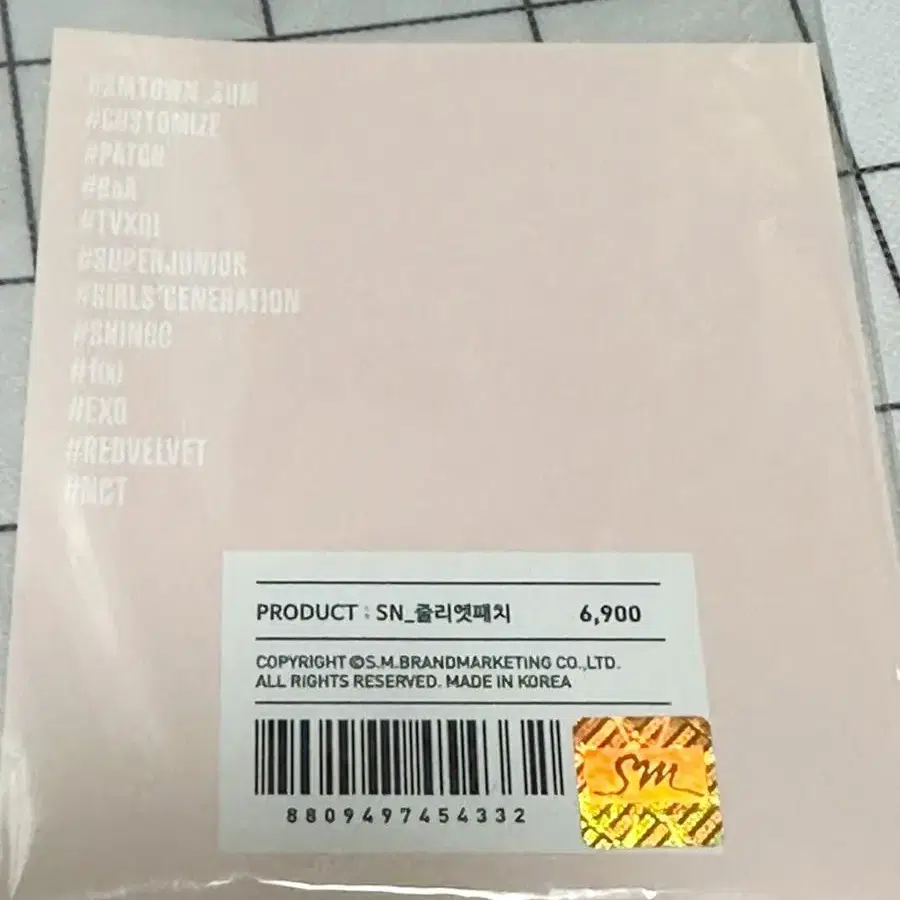 #SMTOWN_SUM
#CUSTOMIZE
#PATCH
#BoA
#TVXQ!
#SUPERJUNIOR
#GIRLS'GENERATION
#SHINEE
#f(x)
#EXO
#REDVELVET
#NCT
PRODUCT : SN_줄리엣패치 6,900
COPYRIGHT ©S.M.BRANDMARKETING CO.,LTD.
ALL RIGHTS RESERVED. MADE IN KOREA
8809497454332
SM